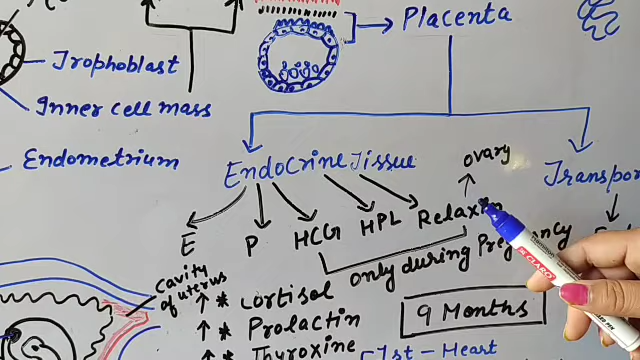 Placenta
Trophoblast
Inner cell mass
Endometrium
Endocrine Tissue
ovary
E
P
HCG
HPL
Relaxin
only during Pregnancy
cavity
of uterus
↑ * Cortisol
↑ * Prolactin
↑ * Thyroxine
9 Months
1st - Heart
CLARO